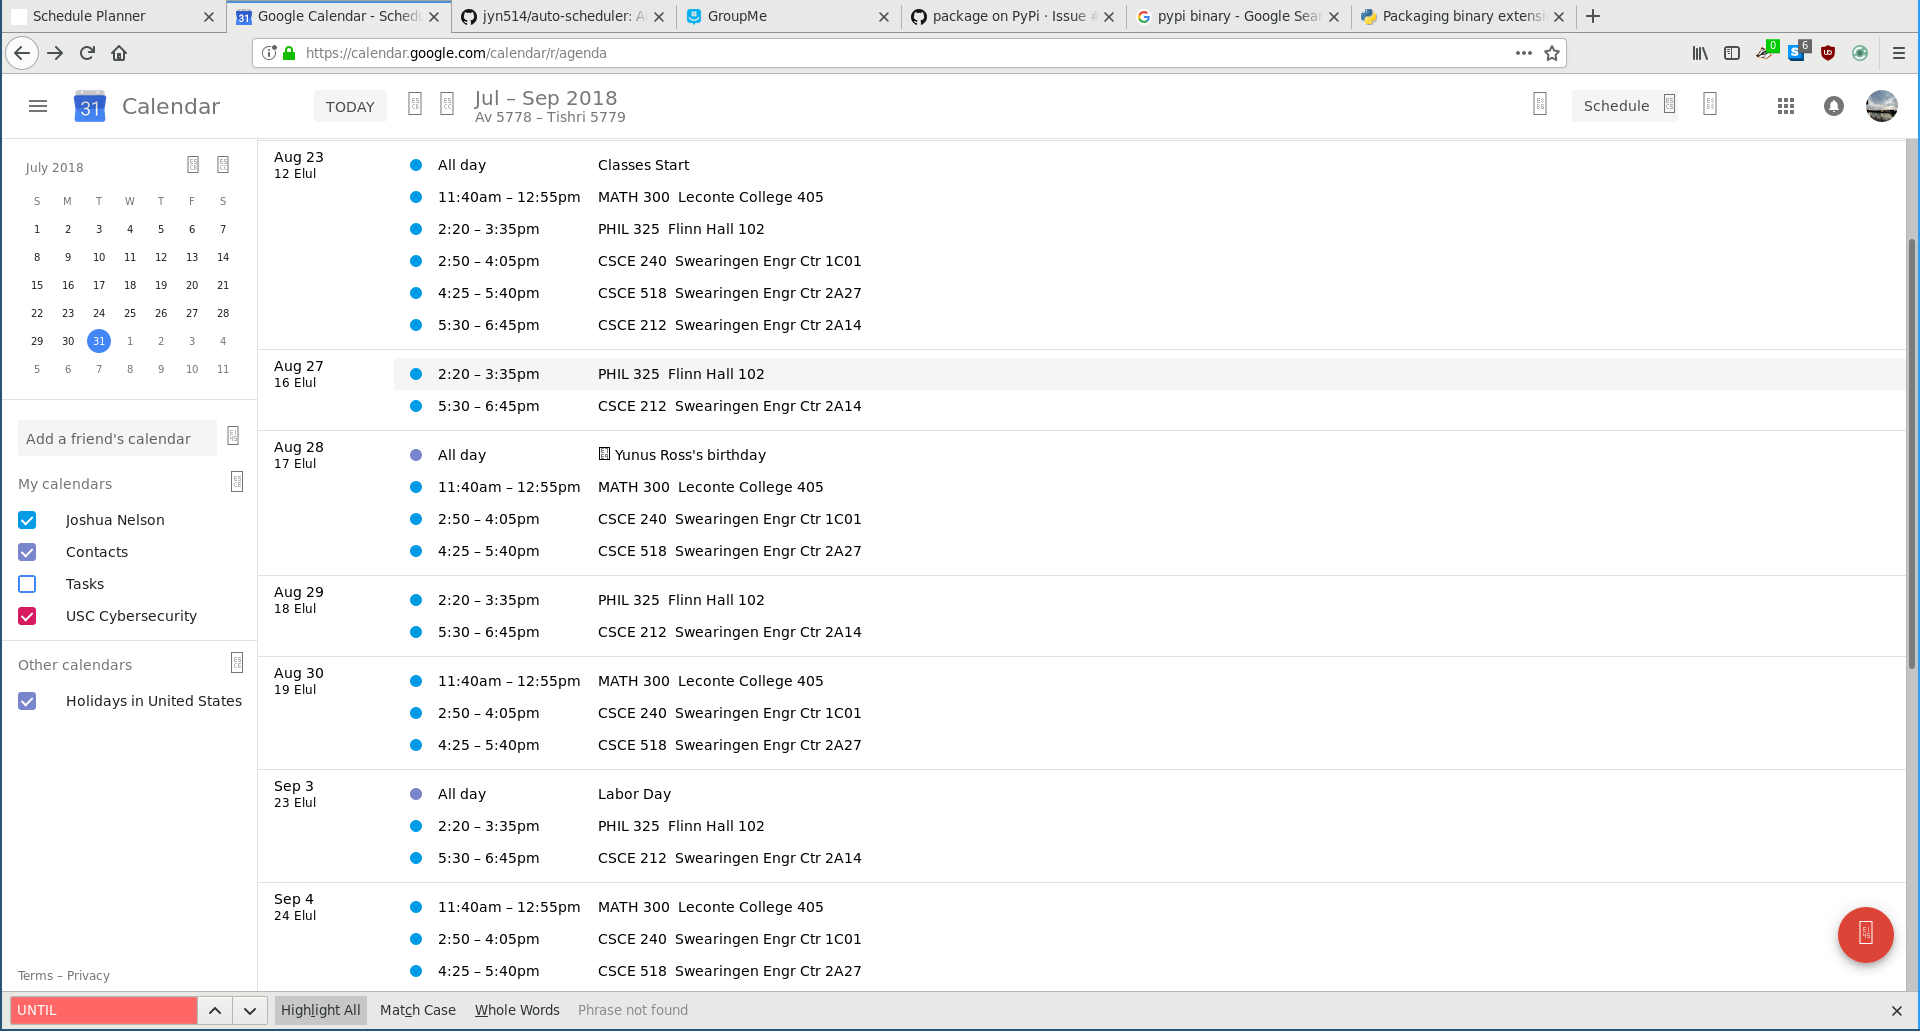 Schedule Planner
Google Calendar - Sched
jyn514/auto-scheduler: A
GroupMe
package on PyPi · Issue #
pypi binary - Google Sea
Packaging binary extensi
https://calendar.google.com/calendar/r/agenda
0
6
31 Calendar
TODAY
Jul – Sep 2018
Av 5778 – Tishri 5779
Schedule
July 2018
S M T W T F S
1 2 3 4 5 6 7
8 9 10 11 12 13 14
15 16 17 18 19 20 21
22 23 24 25 26 27 28
29 30 31 1 2 3 4
5 6 7 8 9 10 11
Add a friend's calendar
My calendars
Joshua Nelson
Contacts
Tasks
USC Cybersecurity
Other calendars
Holidays in United States
Terms – Privacy
Aug 23
12 Elul
All day Classes Start
11:40am – 12:55pm MATH 300 Leconte College 405
2:20 – 3:35pm PHIL 325 Flinn Hall 102
2:50 – 4:05pm CSCE 240 Swearingen Engr Ctr 1C01
4:25 – 5:40pm CSCE 518 Swearingen Engr Ctr 2A27
5:30 – 6:45pm CSCE 212 Swearingen Engr Ctr 2A14
Aug 27
16 Elul
2:20 – 3:35pm PHIL 325 Flinn Hall 102
5:30 – 6:45pm CSCE 212 Swearingen Engr Ctr 2A14
Aug 28
17 Elul
All day Yunus Ross's birthday
11:40am – 12:55pm MATH 300 Leconte College 405
2:50 – 4:05pm CSCE 240 Swearingen Engr Ctr 1C01
4:25 – 5:40pm CSCE 518 Swearingen Engr Ctr 2A27
Aug 29
18 Elul
2:20 – 3:35pm PHIL 325 Flinn Hall 102
5:30 – 6:45pm CSCE 212 Swearingen Engr Ctr 2A14
Aug 30
19 Elul
11:40am – 12:55pm MATH 300 Leconte College 405
2:50 – 4:05pm CSCE 240 Swearingen Engr Ctr 1C01
4:25 – 5:40pm CSCE 518 Swearingen Engr Ctr 2A27
Sep 3
23 Elul
All day Labor Day
2:20 – 3:35pm PHIL 325 Flinn Hall 102
5:30 – 6:45pm CSCE 212 Swearingen Engr Ctr 2A14
Sep 4
24 Elul
11:40am – 12:55pm MATH 300 Leconte College 405
2:50 – 4:05pm CSCE 240 Swearingen Engr Ctr 1C01
4:25 – 5:40pm CSCE 518 Swearingen Engr Ctr 2A27
UNTIL
Highlight All
Match Case
Whole Words
Phrase not found